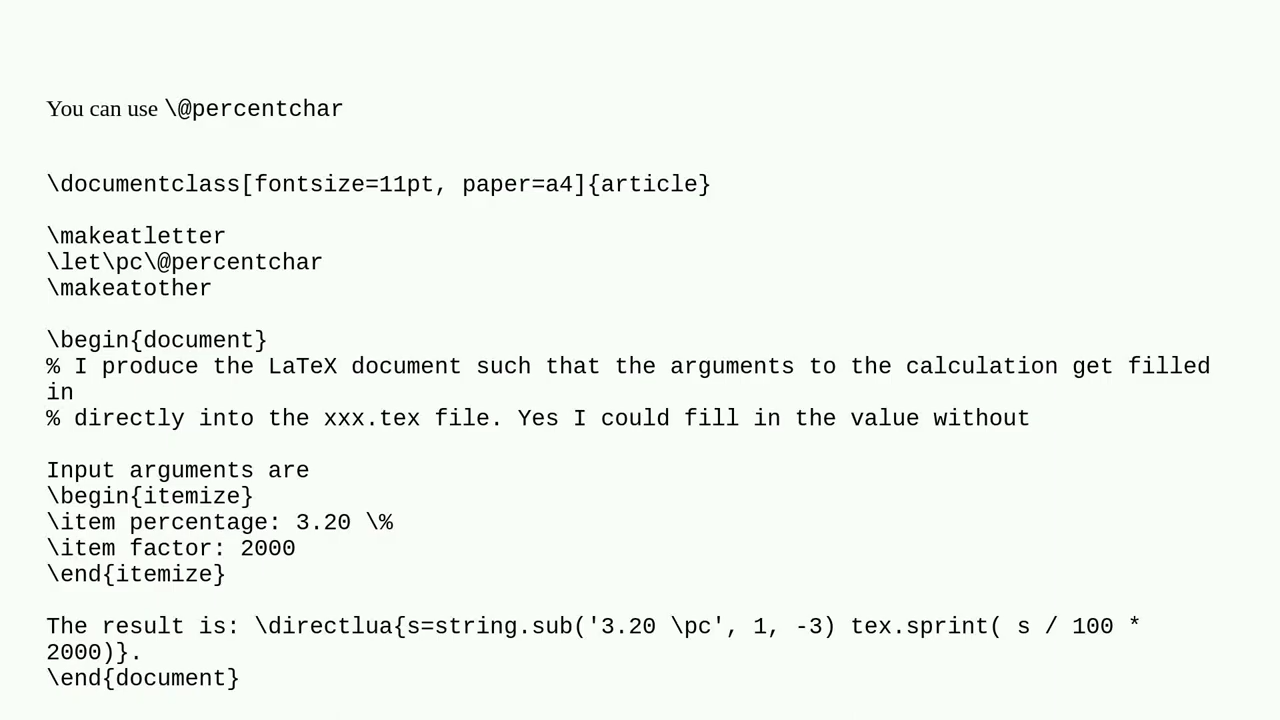 You can use \@percentchar
\documentclass[fontsize=11pt, paper=a4]{article}
\makeatletter
\let\pc\@percentchar
\makeatother
\begin{document}
% I produce the LaTeX document such that the arguments to the calculation get filled
in
% directly into the xxx.tex file. Yes I could fill in the value without
Input arguments are
\begin{itemize}
\item percentage: 3.20 \%
\item factor: 2000
\end{itemize}
The result is: \directlua{s=string.sub('3.20 \pc', 1, -3) tex.sprint( s / 100 *
2000)}.
\end{document}